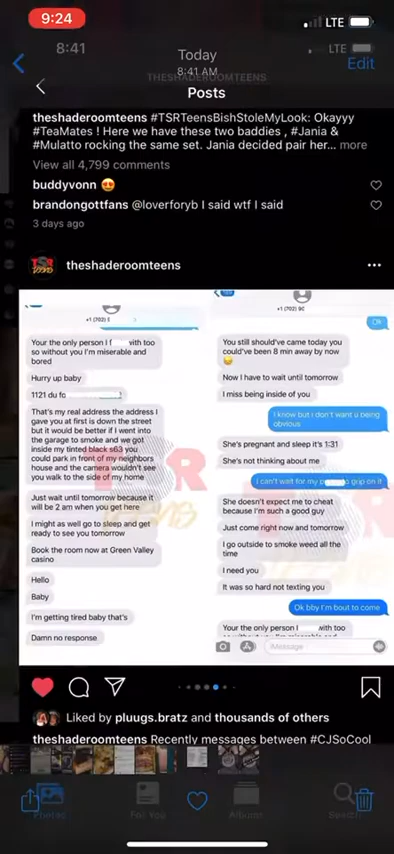 9:24
LTE
8:41
LTE
Today
8:41 AM
Edit
THESHADEROOMTEENS
Posts
theshaderoomteens #TSRTeensBishStoleMyLook: Okayyy
#TeaMates ! Here we have these two baddies , #Jania &
#Mulatto rocking the same set. Jania decided pair her... more
View all 4,799 comments
buddyvonn 😍
brandongottfans @loverforyb I said wtf I said
3 days ago
TSR
TEENS
theshaderoomteens
+1 (702)
Your the only person I f with too
so without you I'm miserable and
bored
Hurry up baby
1121 du fo
That's my real address the address I
gave you at first is down the street
but it would be better if I went into
the garage to smoke and we got
inside my tinted black s63 you
could park in front of my neighbors
house and the camera wouldn't see
you walk to the side of my home
Just wait until tomorrow because it
will be 2 am when you get here
I might as well go to sleep and get
ready to see you tomorrow
Book the room now at Green Valley
casino
Hello
Baby
I'm getting tired baby that's
Damn no response
+1 (702) 9
Ok
You still should've came today you
could've been 8 min away by now
😂
Now I have to wait until tomorrow
I miss being inside of you
I know but I don't want u being
obvious
She's pregnant and sleep it's 1:31
She's not thinking about me
I can't wait for my p to grip on it
She doesn't expect me to cheat
because I'm such a good guy
Just come right now and tomorrow
I go outside to smoke weed all the
time
I need you
It was so hard not texting you
Ok bby I'm bout to come
Your the only person I with too
iMessage
TSR
TEENS
TSR
Liked by pluugs.bratz and thousands of others
theshaderoomteens Recently messages between #CJSoCool
Photos
For You
Albums
Search